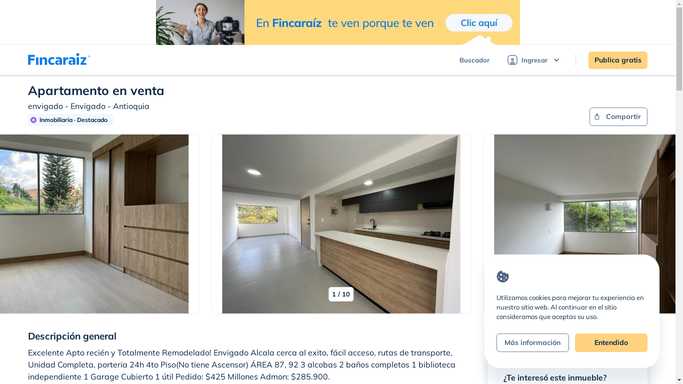 En Fincaraíz te ven porque te ven
Clic aquí
Fincaraiz
Buscador
Ingresar
Publica gratis
Apartamento en venta
envigado - Envigado - Antioquia
Inmobiliaria · Destacado
Compartir
1 / 10
Utilizamos cookies para mejorar tu experiencia en
nuestro sitio web. Al continuar en el sitio
consideramos que aceptas su uso.
Más información
Entendido
Descripción general
Excelente Apto recién y Totalmente Remodelado! Envigado Alcala cerca al exito, fácil acceso, rutas de transporte,
Unidad Completa, porteria 24h 4to Piso(No tiene Ascensor) ÁREA 87, 92 3 alcobas 2 baños completos 1 biblioteca
independiente 1 Garage Cubierto 1 útil Pedido: $425 Millones Admon: $285.900.
¿Te interesó este inmueble?